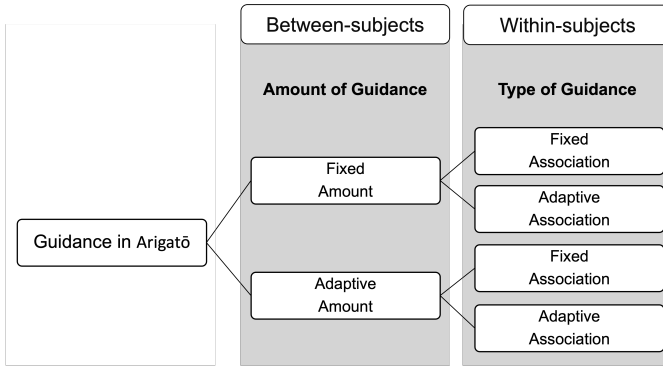 Between-subjects
Within-subjects
Amount of Guidance
Type of Guidance
Fixed
Association
Fixed
Amount
Adaptive
Association
Guidance in Arigatō
Fixed
Association
Adaptive
Amount
Adaptive
Association